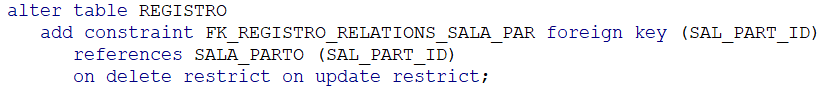 alter table REGISTRO
add constraint FK_REGISTRO_RELATIONS_SALA_PAR foreign key (SAL_PART_ID)
references SALA_PARTO (SAL_PART_ID)
on delete restrict on update restrict;